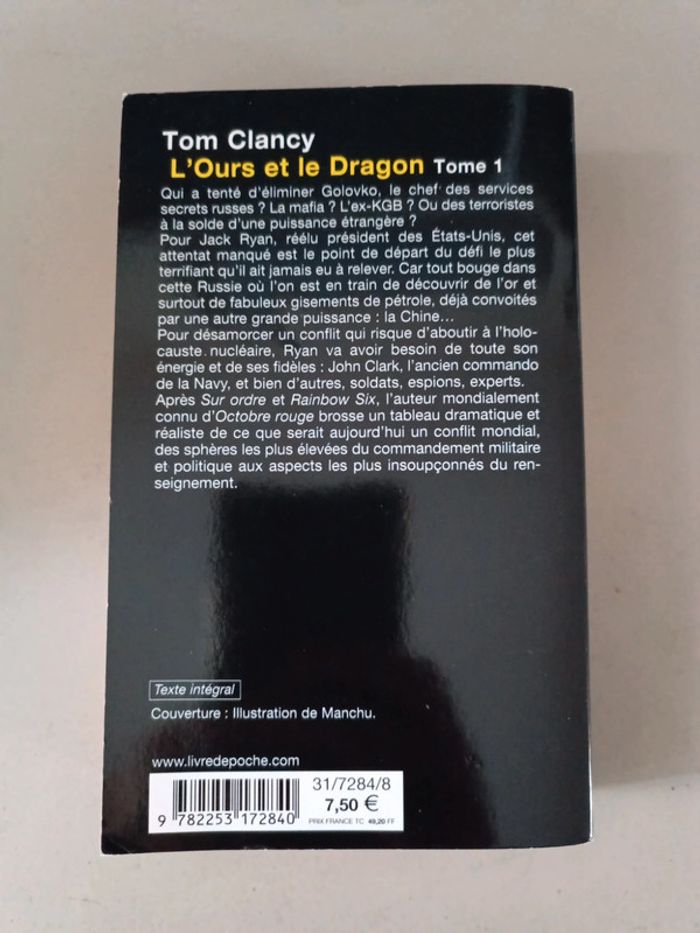 Tom Clancy
L'Ours et le Dragon Tome 1
Qui a tenté d'éliminer Golovko, le chef des services
secrets russes ? La mafia ? L'ex-KGB ? Ou des terroristes
à la solde d'une puissance étrangère ?
Pour Jack Ryan, réélu président des États-Unis, cet
attentat manqué est le point de départ du défi le plus
terrifiant qu'il ait jamais eu à relever. Car tout bouge dans
cette Russie où l'on est en train de découvrir de l'or et
surtout de fabuleux gisements de pétrole, déjà convoités
par une autre grande puissance : la Chine...
Pour désamorcer un conflit qui risque d'aboutir à l'holo-
causte nucléaire, Ryan va avoir besoin de toute son
énergie et de ses fidèles : John Clark, l'ancien commando
de la Navy, et bien d'autres, soldats, espions, experts.
Après Sur ordre et Rainbow Six, l'auteur mondialement
connu d'Octobre rouge brosse un tableau dramatique et
réaliste de ce que serait aujourd'hui un conflit mondial,
des sphères les plus élevées du commandement militaire
et politique aux aspects les plus insoupçonnés du ren-
seignement.
Texte intégral
Couverture : Illustration de Manchu.
www.livredepoche.com
31/7284/8
7,50 €
PRIX FRANCE TC 49,20 FF
9 782253 172840